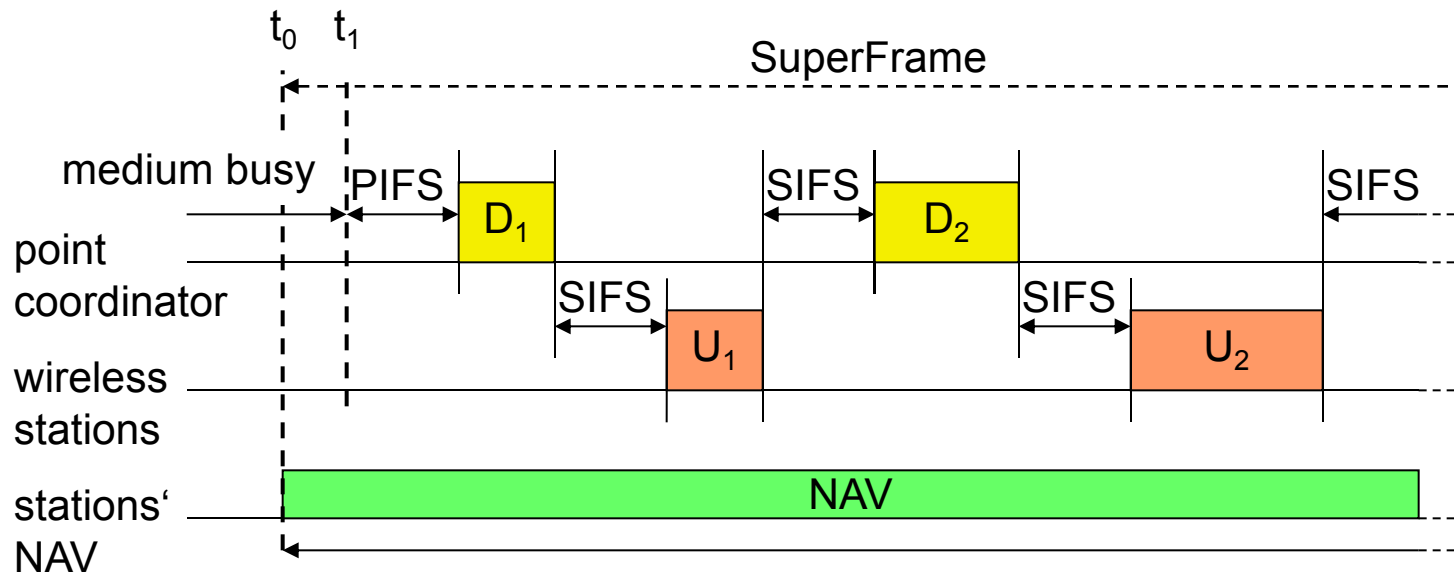 t₀ t₁
SuperFrame
medium busy
PIFS
D₁
SIFS
D₂
SIFS
point
coordinator
SIFS
U₁
SIFS
U₂
wireless
stations
stations‘
NAV
NAV